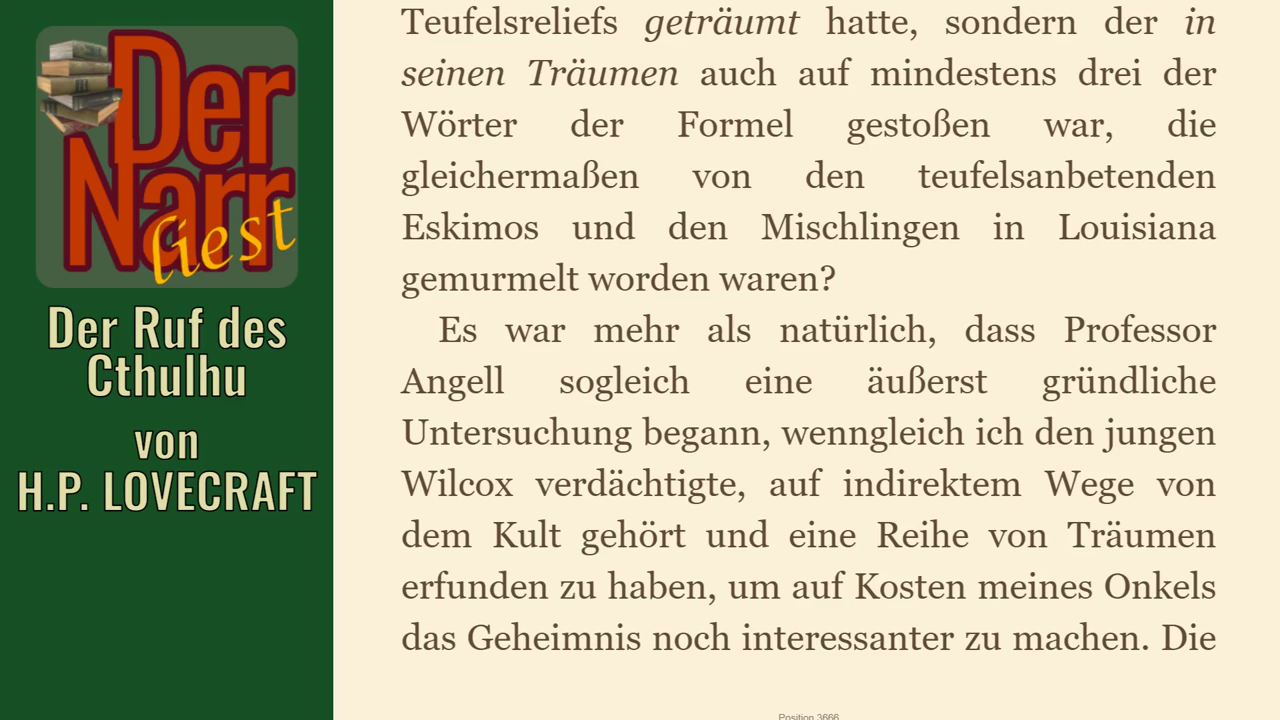 Der
Narr
liest
Der Ruf des
Cthulhu
von
H.P. LOVECRAFT
Teufelsreliefs geträumt hatte, sondern der in
seinen Träumen auch auf mindestens drei der
Wörter der Formel gestoßen war, die
gleichermaßen von den teufelsanbetenden
Eskimos und den Mischlingen in Louisiana
gemurmelt worden waren?
Es war mehr als natürlich, dass Professor
Angell sogleich eine äußerst gründliche
Untersuchung begann, wenngleich ich den jungen
Wilcox verdächtigte, auf indirektem Wege von
dem Kult gehört und eine Reihe von Träumen
erfunden zu haben, um auf Kosten meines Onkels
das Geheimnis noch interessanter zu machen. Die
Position 3666